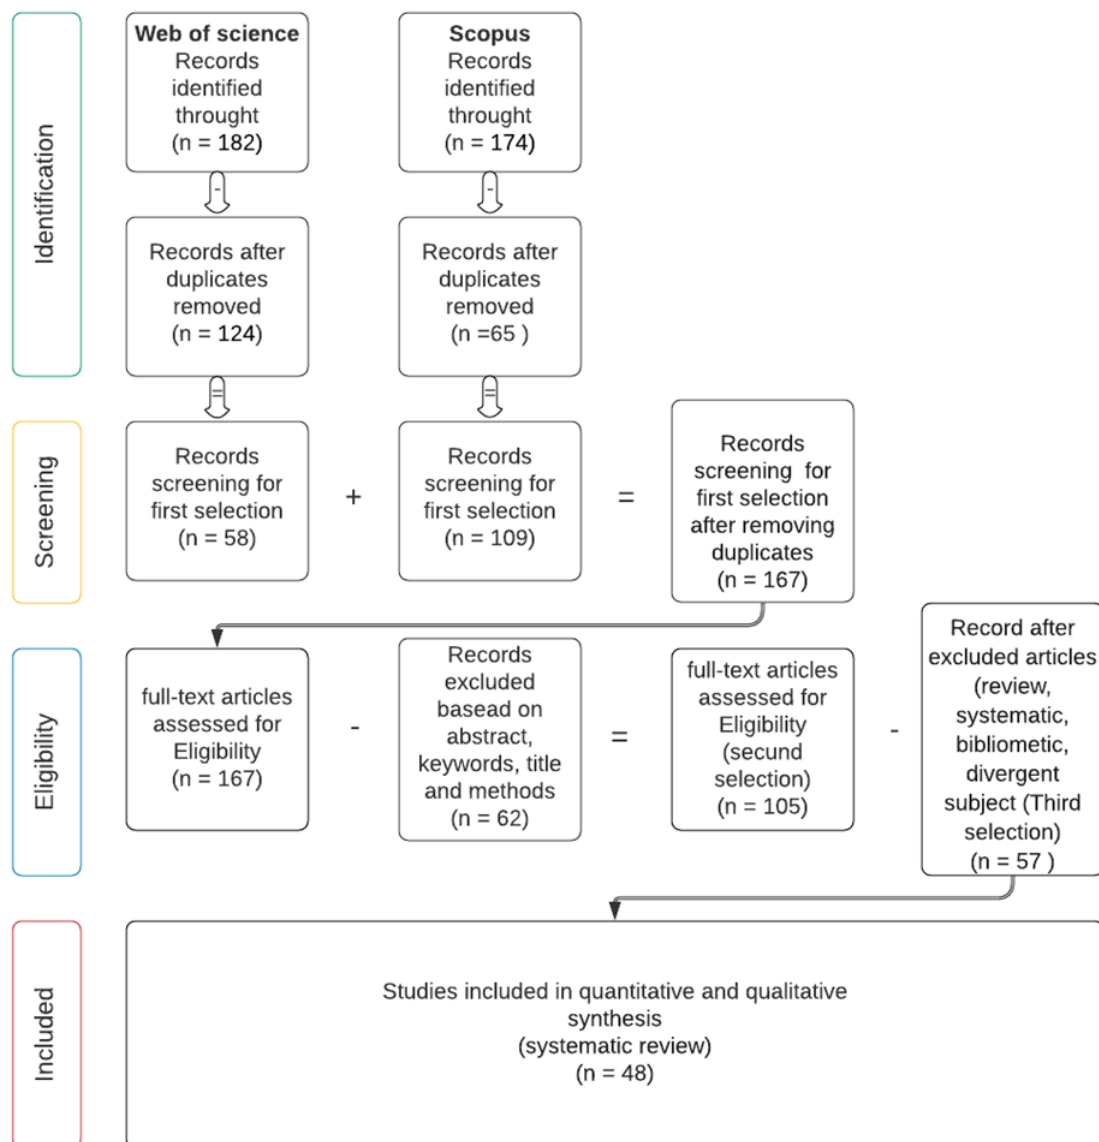 Identification
Web of science
Records
identified
throught
(n = 182)
Scopus
Records
identified
throught
(n = 174)
-
-
Records after
duplicates
removed
(n = 124)
Records after
duplicates
removed
(n =65 )
=
=
Screening
Records
screening for
first selection
(n = 58)
+
Records
screening for
first selection
(n = 109)
=
Records
screening for
first selection
after removing
duplicates
(n = 167)
Eligibility
full-text articles
assessed for
Eligibility
(n = 167)
-
Records
excluded
basead on
abstract,
keywords, title
and methods
(n = 62)
=
full-text articles
assessed for
Eligibility
(secund
selection)
(n = 105)
-
Record after
excluded articles
(review,
systematic,
bibliometic,
divergent
subject (Third
selection)
(n = 57 )
Included
Studies included in quantitative and qualitative
synthesis
(systematic review)
(n = 48)